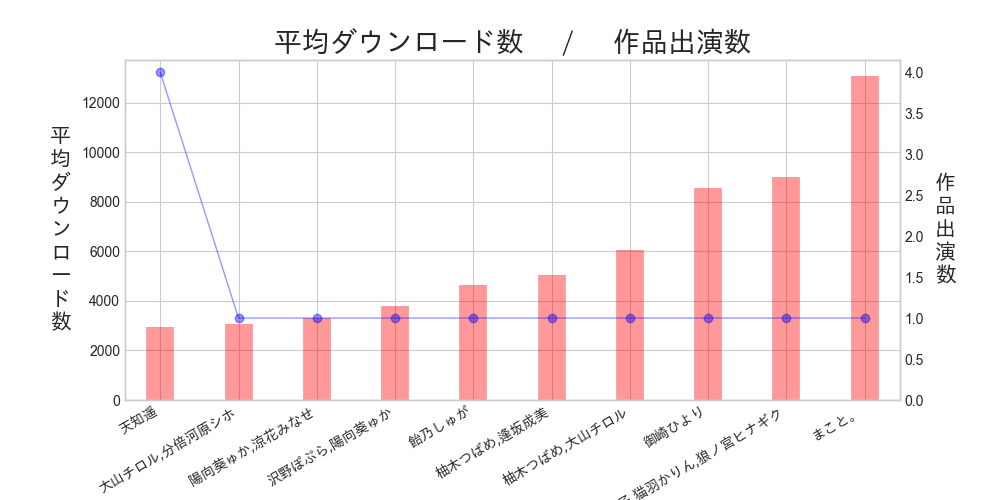 平均ダウンロード数 / 作品出演数
平均ダウンロード数
12000
10000
8000
6000
4000
2000
0
4.0
3.5
3.0
2.5
2.0
1.5
1.0
0.5
0.0
作品出演数
天知遥
大山チロル,分倍河原シホ
陽向葵ゅか,涼花みなせ
沢野ぽぷら,陽向葵ゅか
飴乃しゅが
柚木つばめ,逢坂成美
柚木つばめ,大山チロル
御崎ひより
猫羽かりん,狼ノ宮ヒナギク
まこと。